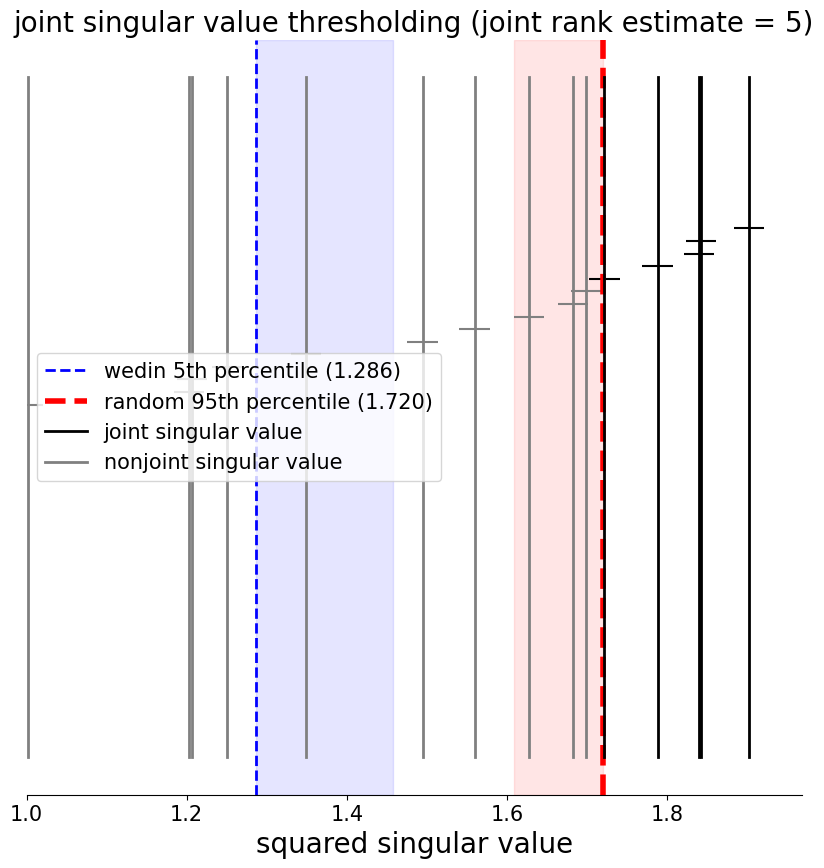 joint singular value thresholding (joint rank estimate = 5)
wedin 5th percentile (1.286)
random 95th percentile (1.720)
joint singular value
nonjoint singular value
1.0 1.2 1.4 1.6 1.8
squared singular value